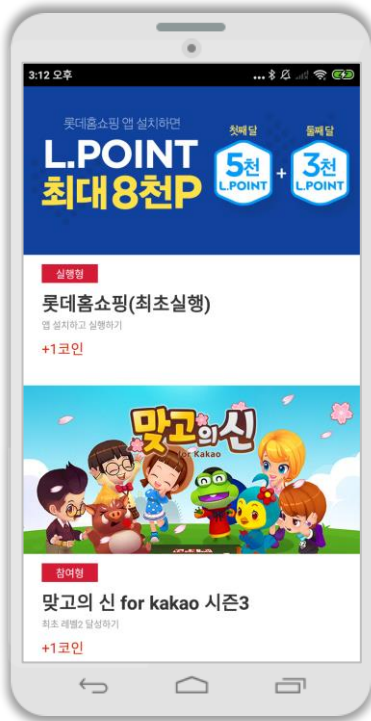 3:12 오후
롯데홈쇼핑 앱 설치하면
L.POINT
최대 8천P
첫째달
5천
L.POINT
+
둘째달
3천
L.POINT
실행형
롯데홈쇼핑(최초실행)
앱 설치하고 실행하기
+1코인
맞고의 신
for Kakao
참여형
맞고의 신 for kakao 시즌3
최초 레벨2 달성하기
+1코인